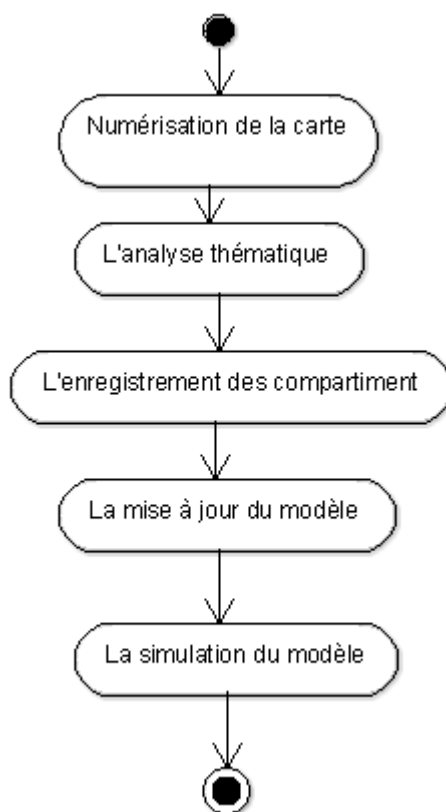 Numérisation de la carte
L'analyse thématique
L'enregistrement des compartiment
La mise à jour du modèle
La simulation du modèle